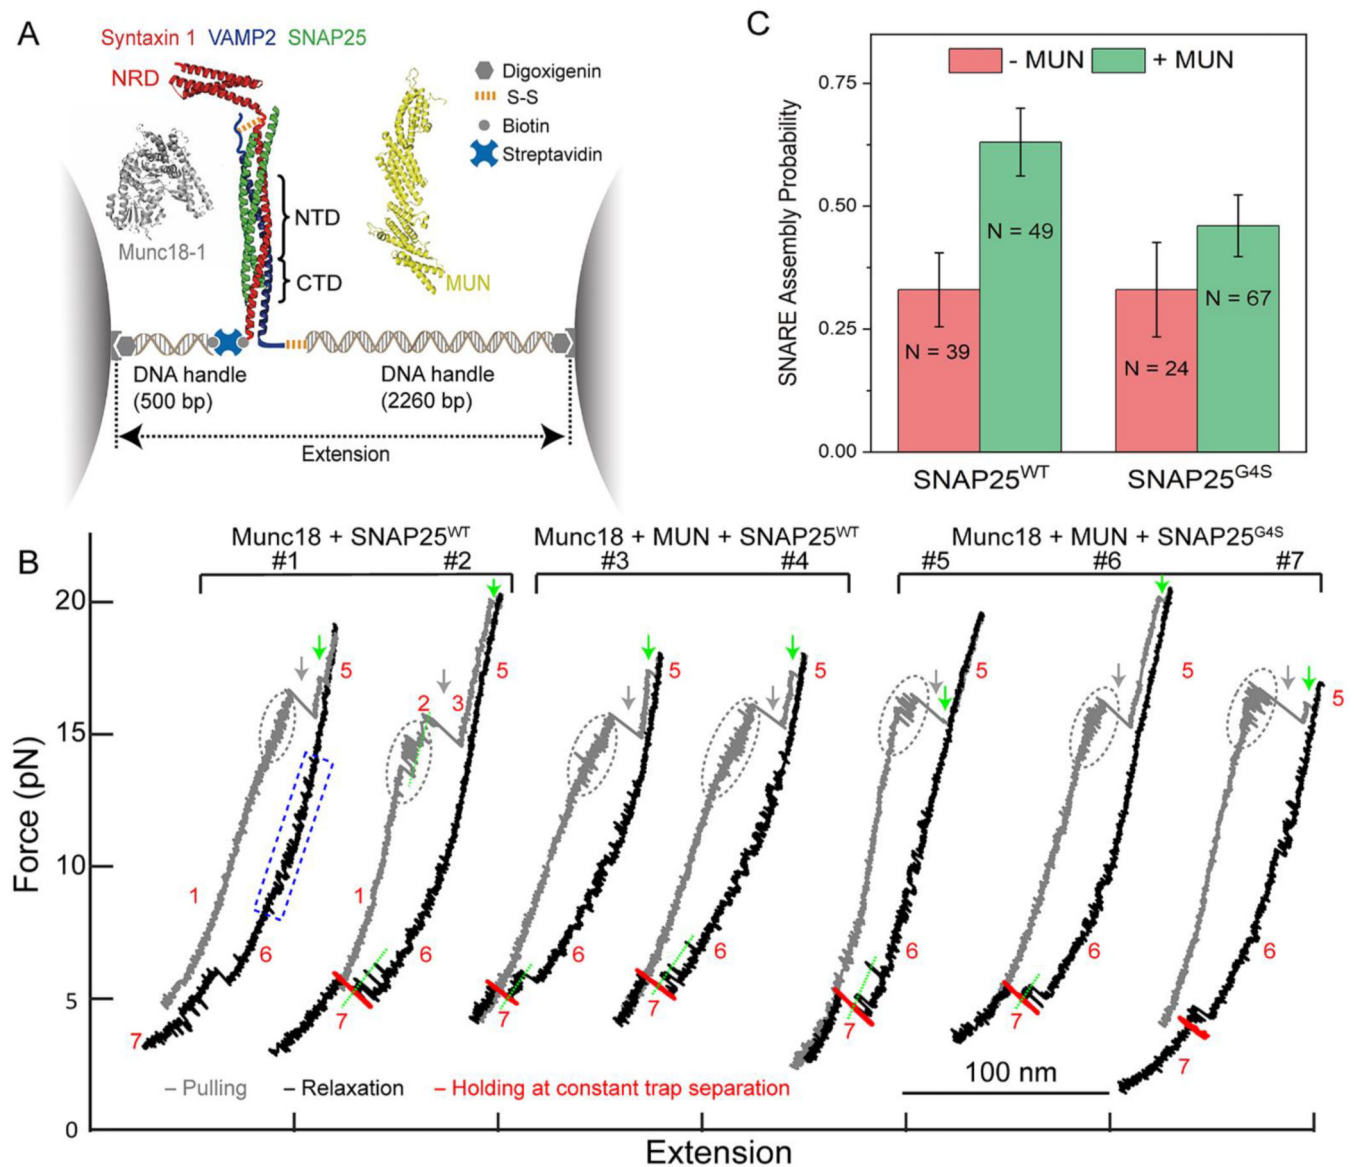 A
Syntaxin 1 VAMP2 SNAP25
NRD
Munc18-1
NTD
CTD
MUN
Digoxigenin
S-S
Biotin
Streptavidin
DNA handle
(500 bp)
DNA handle
(2260 bp)
Extension
C
SNARE Assembly Probability
0.75
0.50
0.25
0.00
- MUN + MUN
N = 39
N = 49
N = 24
N = 67
SNAP25WT
SNAP25G4S
B
Munc18 + SNAP25WT
#1 #2
Munc18 + MUN + SNAP25WT
#3 #4
Munc18 + MUN + SNAP25G4S
#5 #6 #7
Force (pN)
20
15
10
5
0
1
5
6
7
1
2
3
5
6
7
5
6
7
5
6
7
5
6
7
5
6
7
5
6
7
– Pulling – Relaxation – Holding at constant trap separation
100 nm
Extension